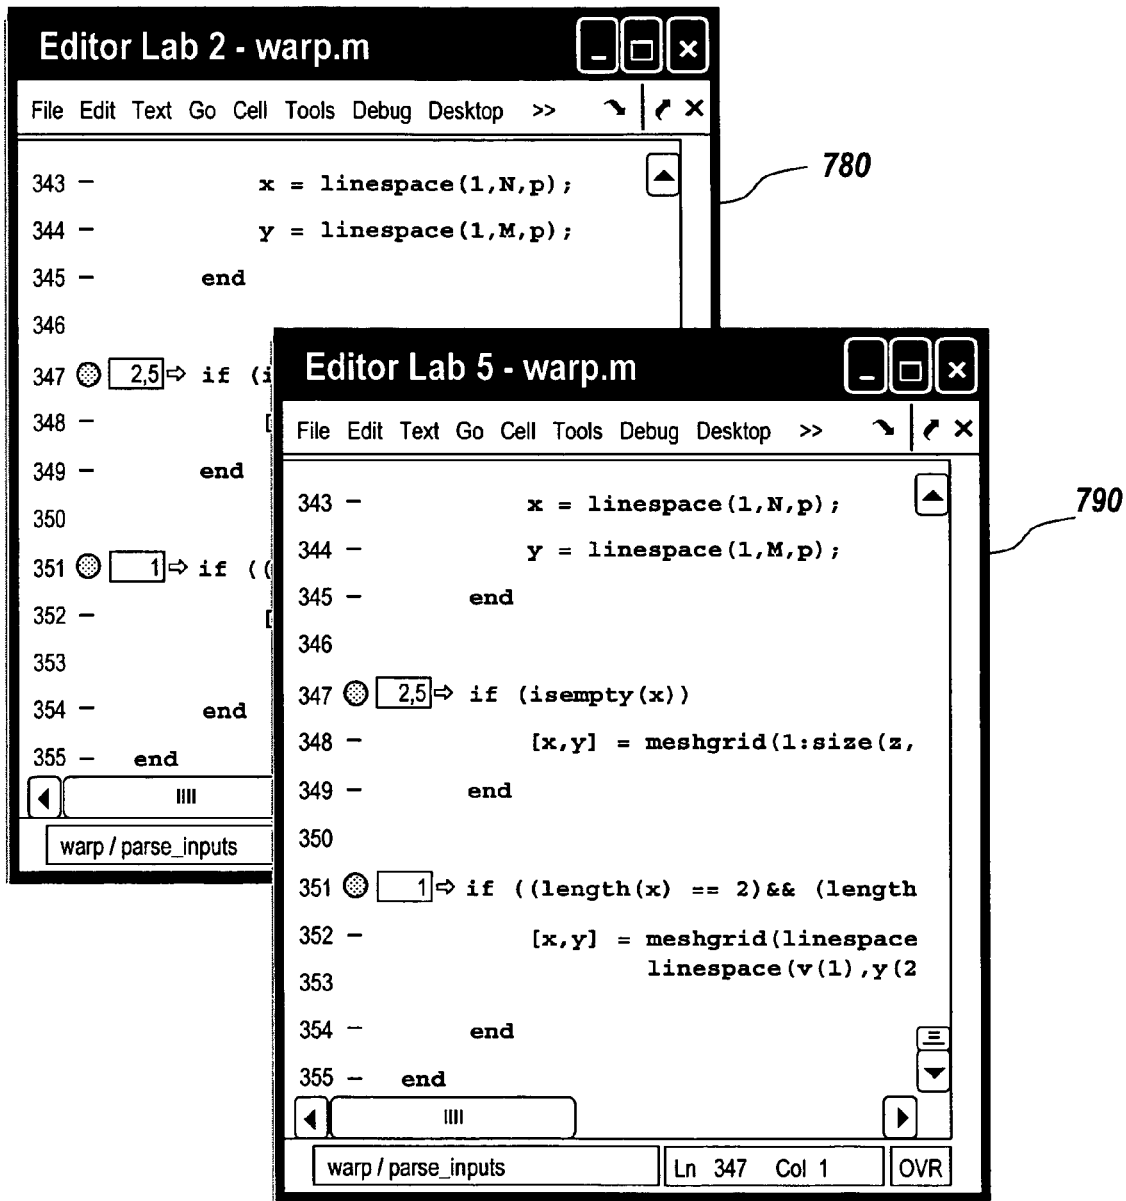 Editor Lab 2 - warp.m
File Edit Text Go Cell Tools Debug Desktop >>
343 – x = linespace(1,N,p);
344 – y = linespace(1,M,p);
345 – end
346
347 2,5 ⇨ if (i
348 – [
349 – end
350
351 1 ⇨ if ((
352 – [
353
354 – end
355 – end
warp / parse_inputs
780
Editor Lab 5 - warp.m
File Edit Text Go Cell Tools Debug Desktop >>
343 – x = linespace(1,N,p);
344 – y = linespace(1,M,p);
345 – end
346
347 2,5 ⇨ if (isempty(x))
348 – [x,y] = meshgrid(1:size(z,
349 – end
350
351 1 ⇨ if ((length(x) == 2)&& (length
352 – [x,y] = meshgrid(linespace
linespace(v(1),y(2
353
354 – end
355 – end
warp / parse_inputs Ln 347 Col 1 OVR
790